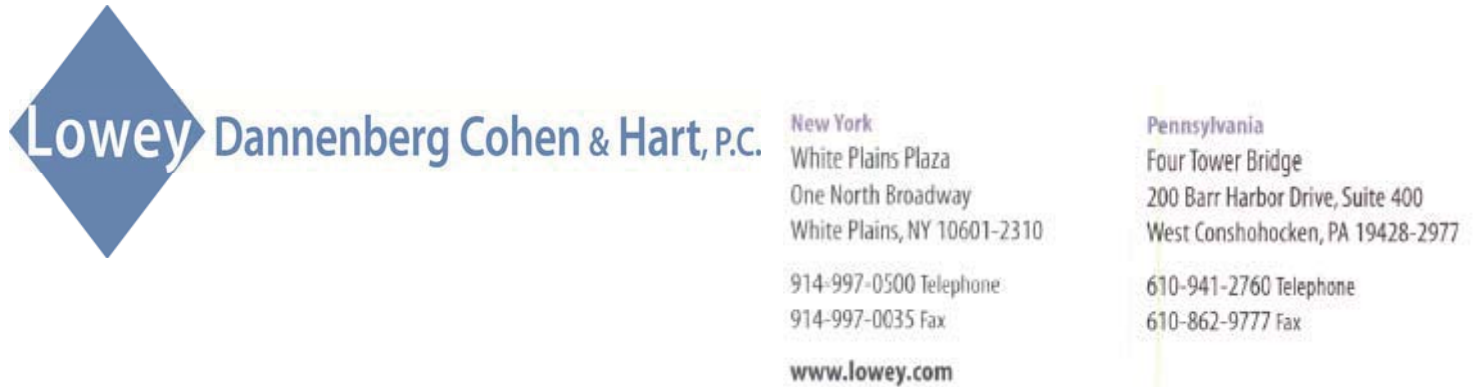 Lowey Dannenberg Cohen & Hart, P.C.
New York
White Plains Plaza
One North Broadway
White Plains, NY 10601-2310
914-997-0500 Telephone
914-997-0035 Fax
www.lowey.com
Pennsylvania
Four Tower Bridge
200 Barr Harbor Drive, Suite 400
West Conshohocken, PA 19428-2977
610-941-2760 Telephone
610-862-9777 Fax